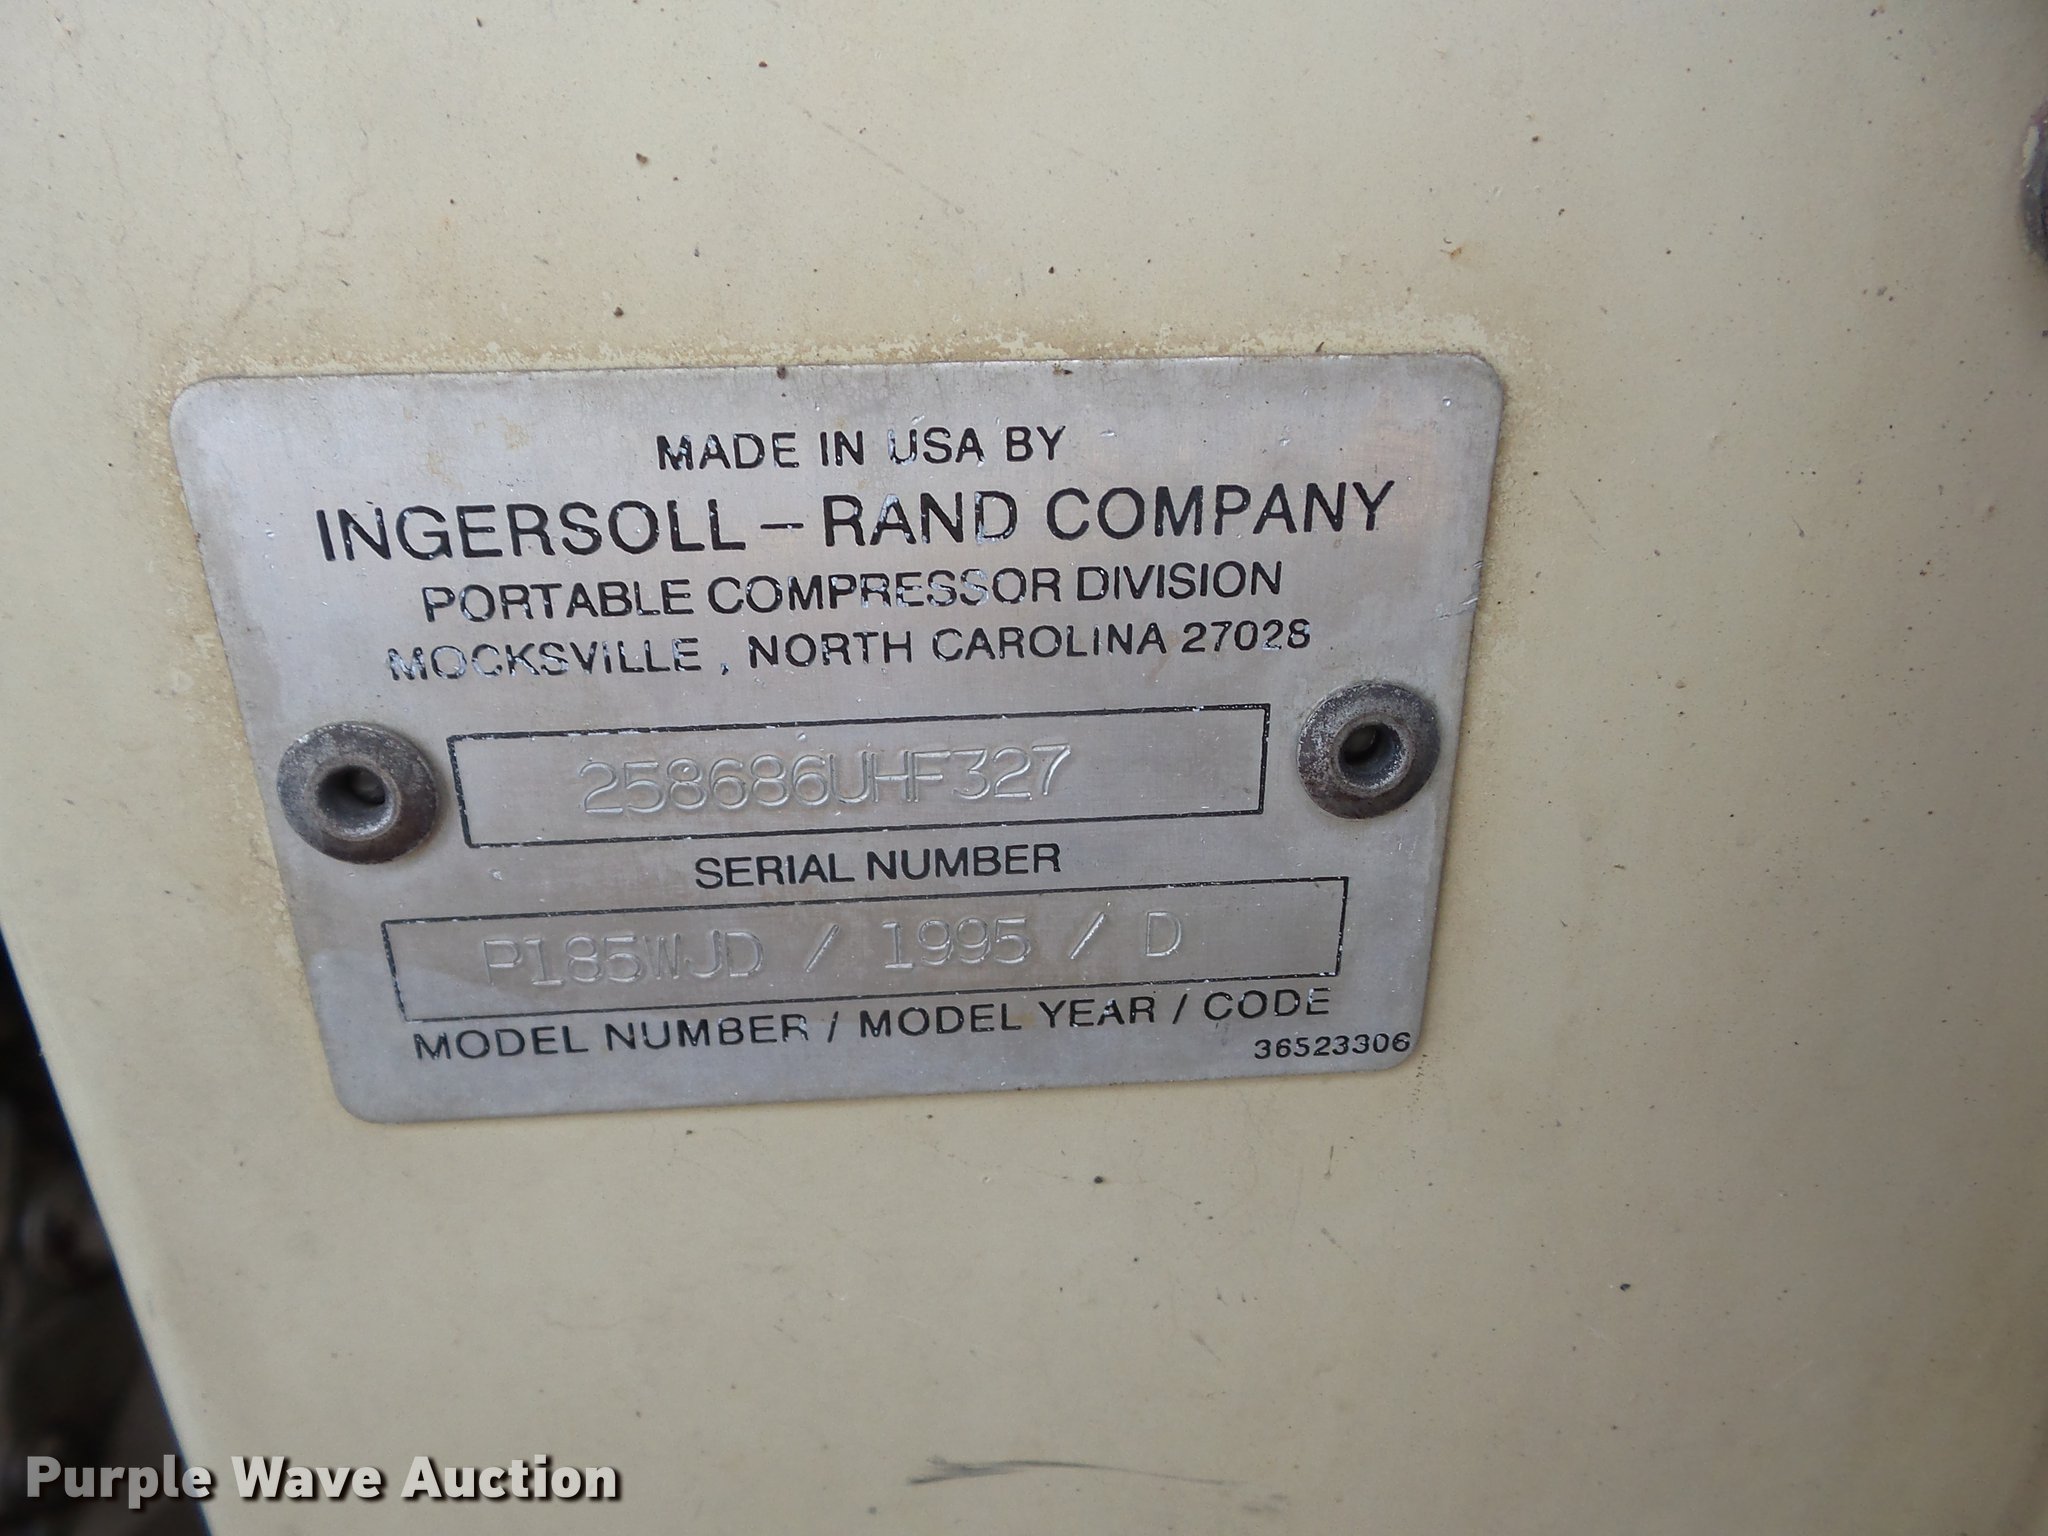 MADE IN USA BY
INGERSOLL-RAND COMPANY
PORTABLE COMPRESSOR DIVISION
MOCKSVILLE, NORTH CAROLINA 27028
258686UHF327
SERIAL NUMBER
P185WJD / 1995 / D
MODEL NUMBER / MODEL YEAR / CODE
36523306
Purple Wave Auction